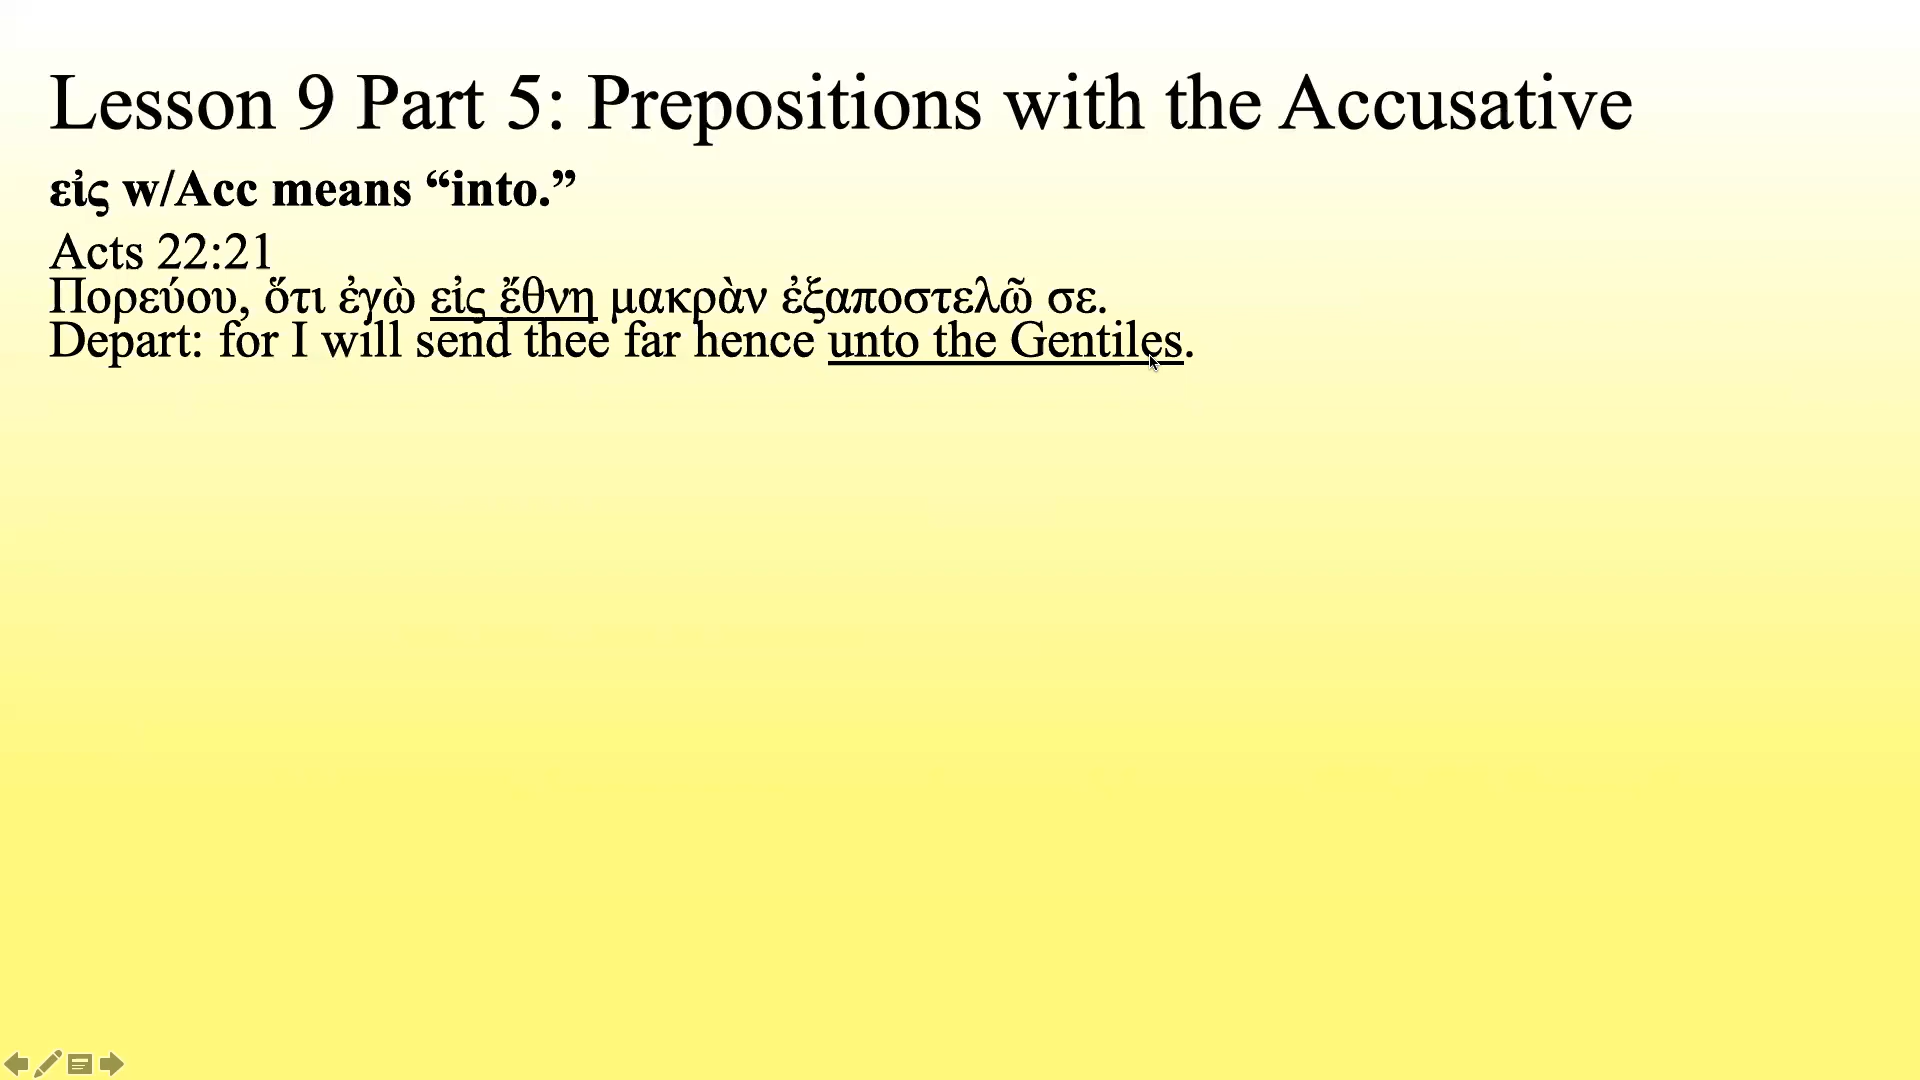 Lesson 9 Part 5: Prepositions with the Accusative
εἰς w/Acc means “into.”
Acts 22:21
Πορεύου, ὅτι ἐγὼ εἰς ἔθνη μακρὰν ἐξαποστελῶ σε.
Depart: for I will send thee far hence unto the Gentiles.